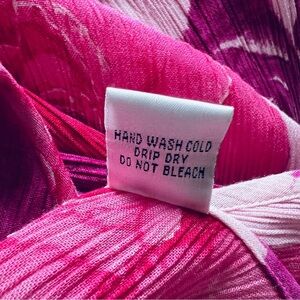 HAND WASH COLD
DRIP DRY
DO NOT BLEACH